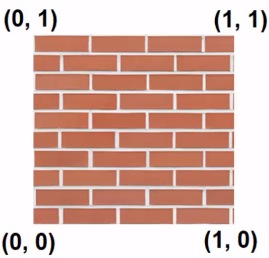 (0, 1) (1, 1)
(0, 0) (1, 0)